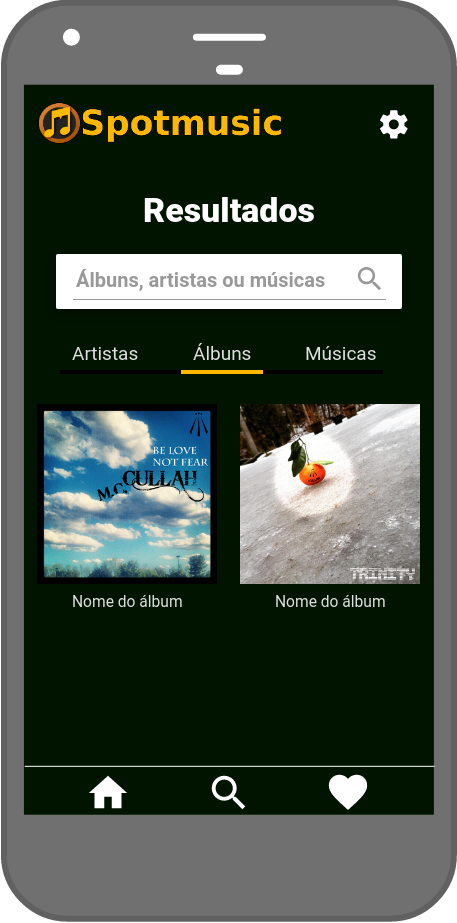 Spotmusic
Resultados
Álbuns, artistas ou músicas
Artistas Álbuns Músicas
BE LOVE
NOT FEAR
M.C. CULLAH
TRINITY
Nome do álbum Nome do álbum